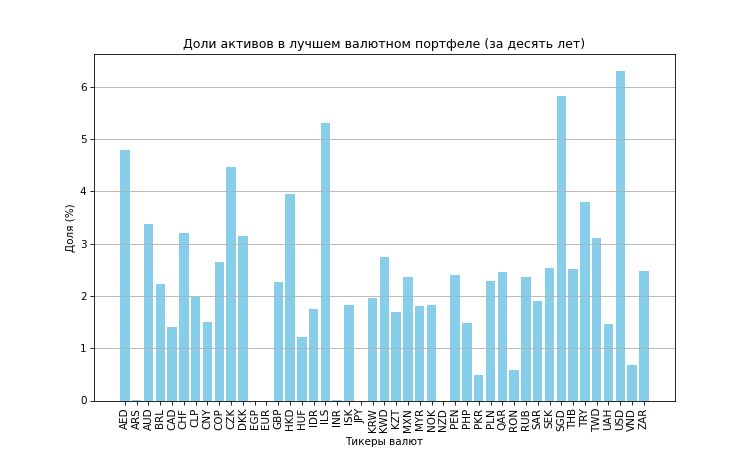 Доли активов в лучшем валютном портфеле (за десять лет)
Доля (%)
6
5
4
3
2
1
0
AED ARS AUD BRL CAD CHF CLP CNY COP CZK DKK EGP EUR GBP HKD HUF IDR ILS INR ISK JPY KRW KWD KZT MXN MYR NOK NZD PEN PHP PKR PLN QAR RON RUB SAR SEK SGD THB TRY TWD UAH USD VND ZAR
Тикеры валют